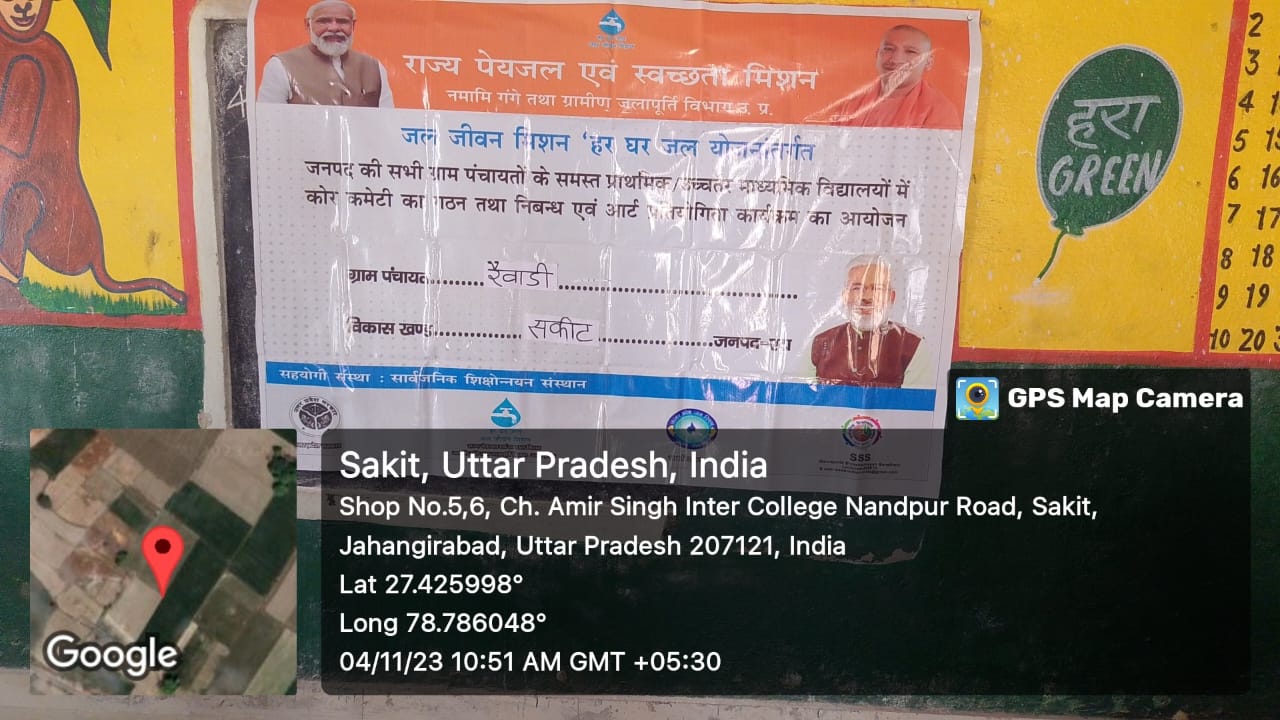 राज्य पेयजल एवं स्वच्छता मिशन
नमामि गंगे तथा ग्रामीण जलापूर्ति विभाग उ. प्र.
जल जीवन मिशन 'हर घर जल योजनान्तर्गत
जनपद की सभी ग्राम पंचायतों के समस्त प्राथमिक/उच्चतर माध्यमिक विद्यालयों में
कोर कमेटी का गठन तथा निबन्ध एवं आर्ट प्रतियोगिता कार्यक्रम का आयोजन
ग्राम पंचायत........रैवाडी..............................
विकास खण्ड.............. सकीट ....................जनपद-
सहयोगी संस्था : सार्वजनिक शिक्षोन्नयन संस्थान
SSS
4
हरा
GREEN
2
3
4 1
5 1
6 16
7 17
8 18
9 19
10 20 3
GPS Map Camera
Sakit, Uttar Pradesh, India
Shop No.5,6, Ch. Amir Singh Inter College Nandpur Road, Sakit,
Jahangirabad, Uttar Pradesh 207121, India
Lat 27.425998°
Long 78.786048°
04/11/23 10:51 AM GMT +05:30
Google